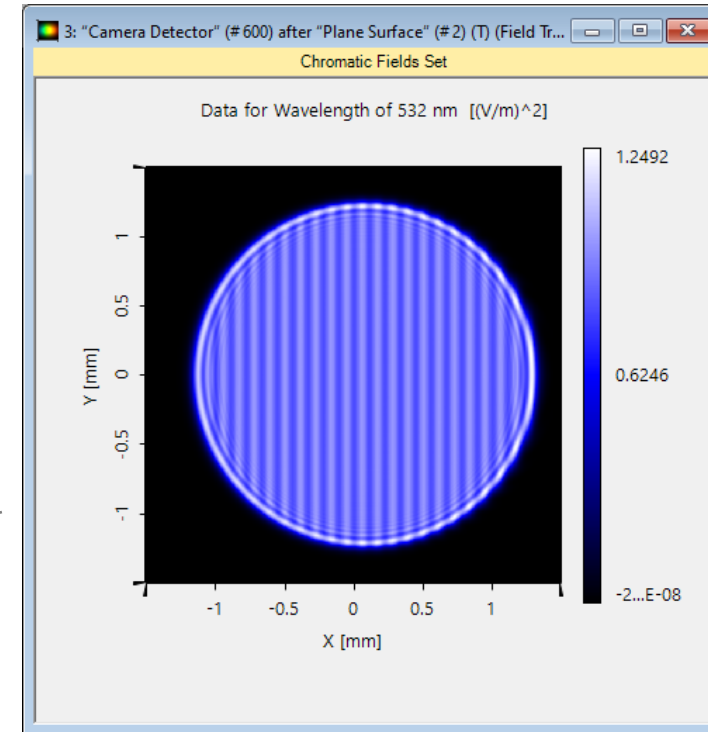 3: "Camera Detector" (#600) after "Plane Surface" (#2) (T) (Field Tr...
Chromatic Fields Set
Data for Wavelength of 532 nm [(V/m)^2]
1.2492
0.6246
-2...E-08
Y [mm]
1
0.5
0
-0.5
-1
-1
-0.5
0
0.5
1
X [mm]